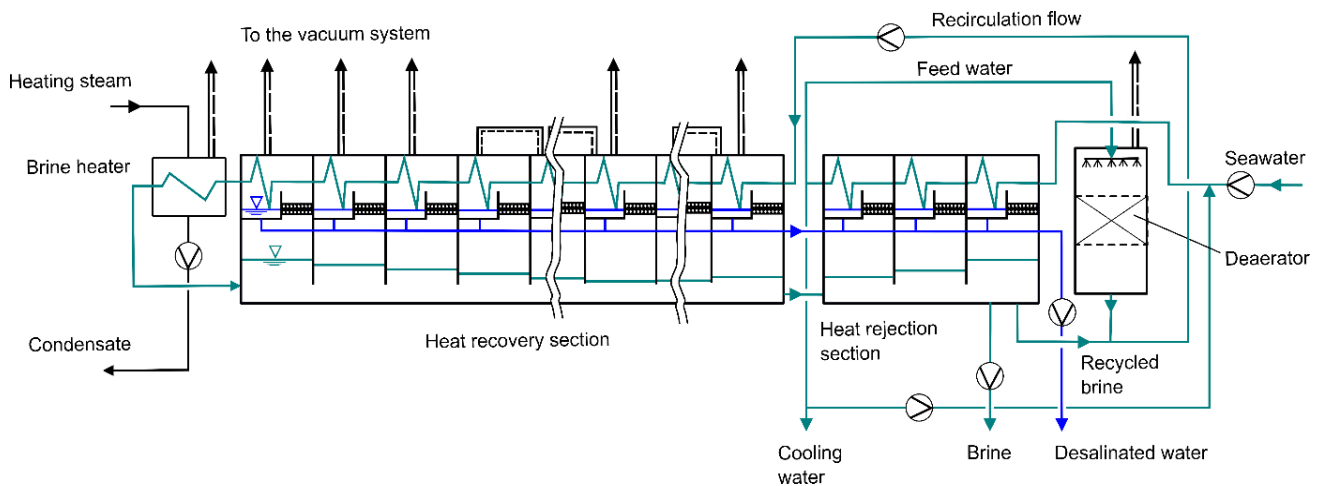 Recirculation flow
To the vacuum system
Feed water
Heating steam
Brine heater
Seawater
Deaerator
Heat recovery section
Heat rejection
section
Condensate
Recycled
brine
Cooling
water
Brine
Desalinated water